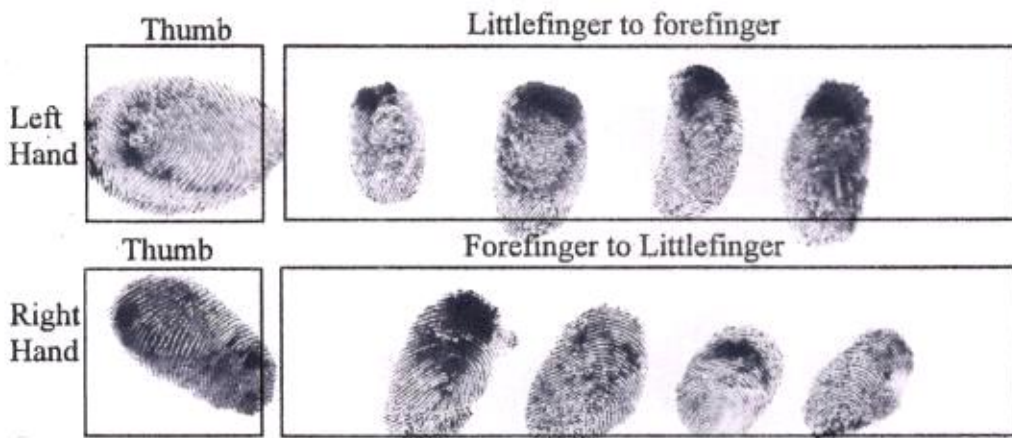 Thumb
Littlefinger to forefinger
Left
Hand
Thumb
Forefinger to Littlefinger
Right
Hand